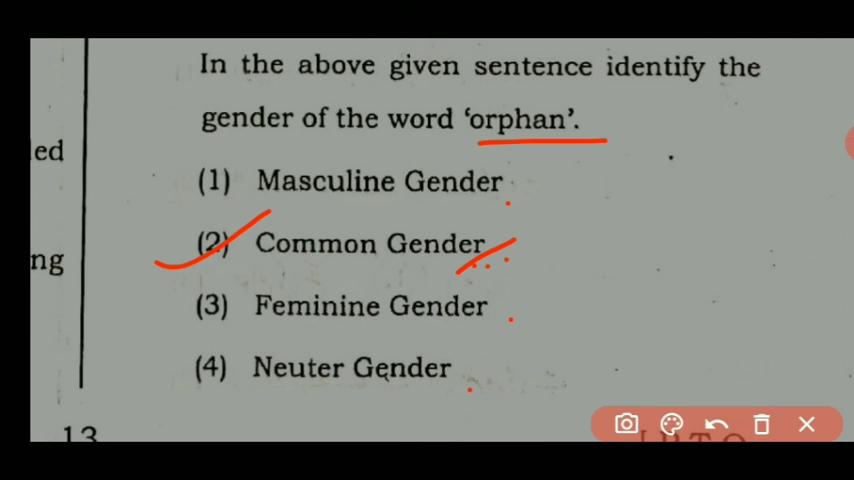 In the above given sentence identify the
gender of the word ‘orphan’.
(1) Masculine Gender
(2) Common Gender
(3) Feminine Gender
(4) Neuter Gender
ed
ng
13